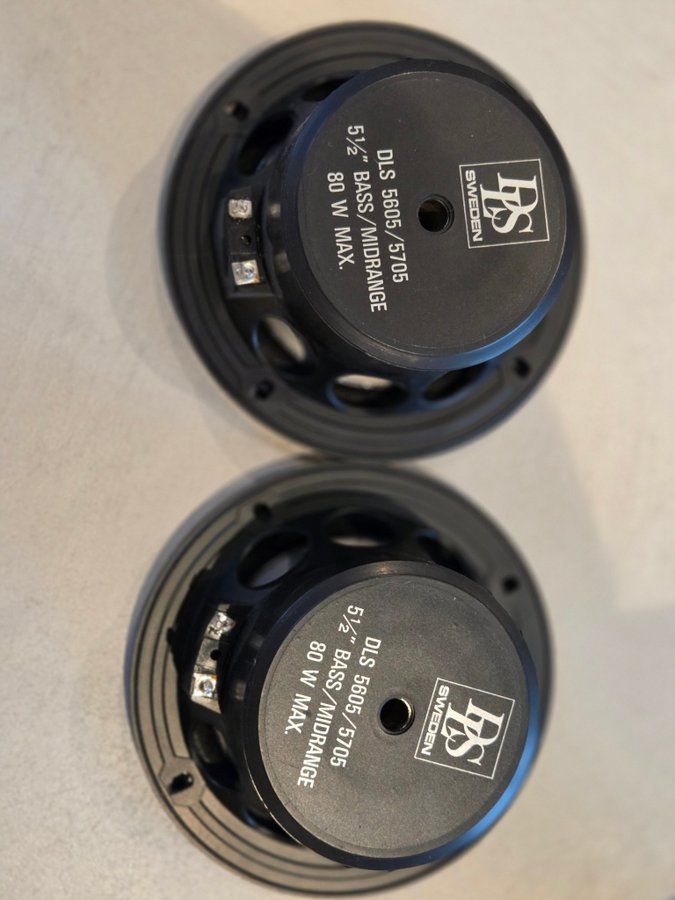 DLS
SWEDEN
DLS 5605/5705
5½" BASS/MIDRANGE
80 W MAX.
DLS
SWEDEN
DLS 5605/5705
5½" BASS/MIDRANGE
80 W MAX.